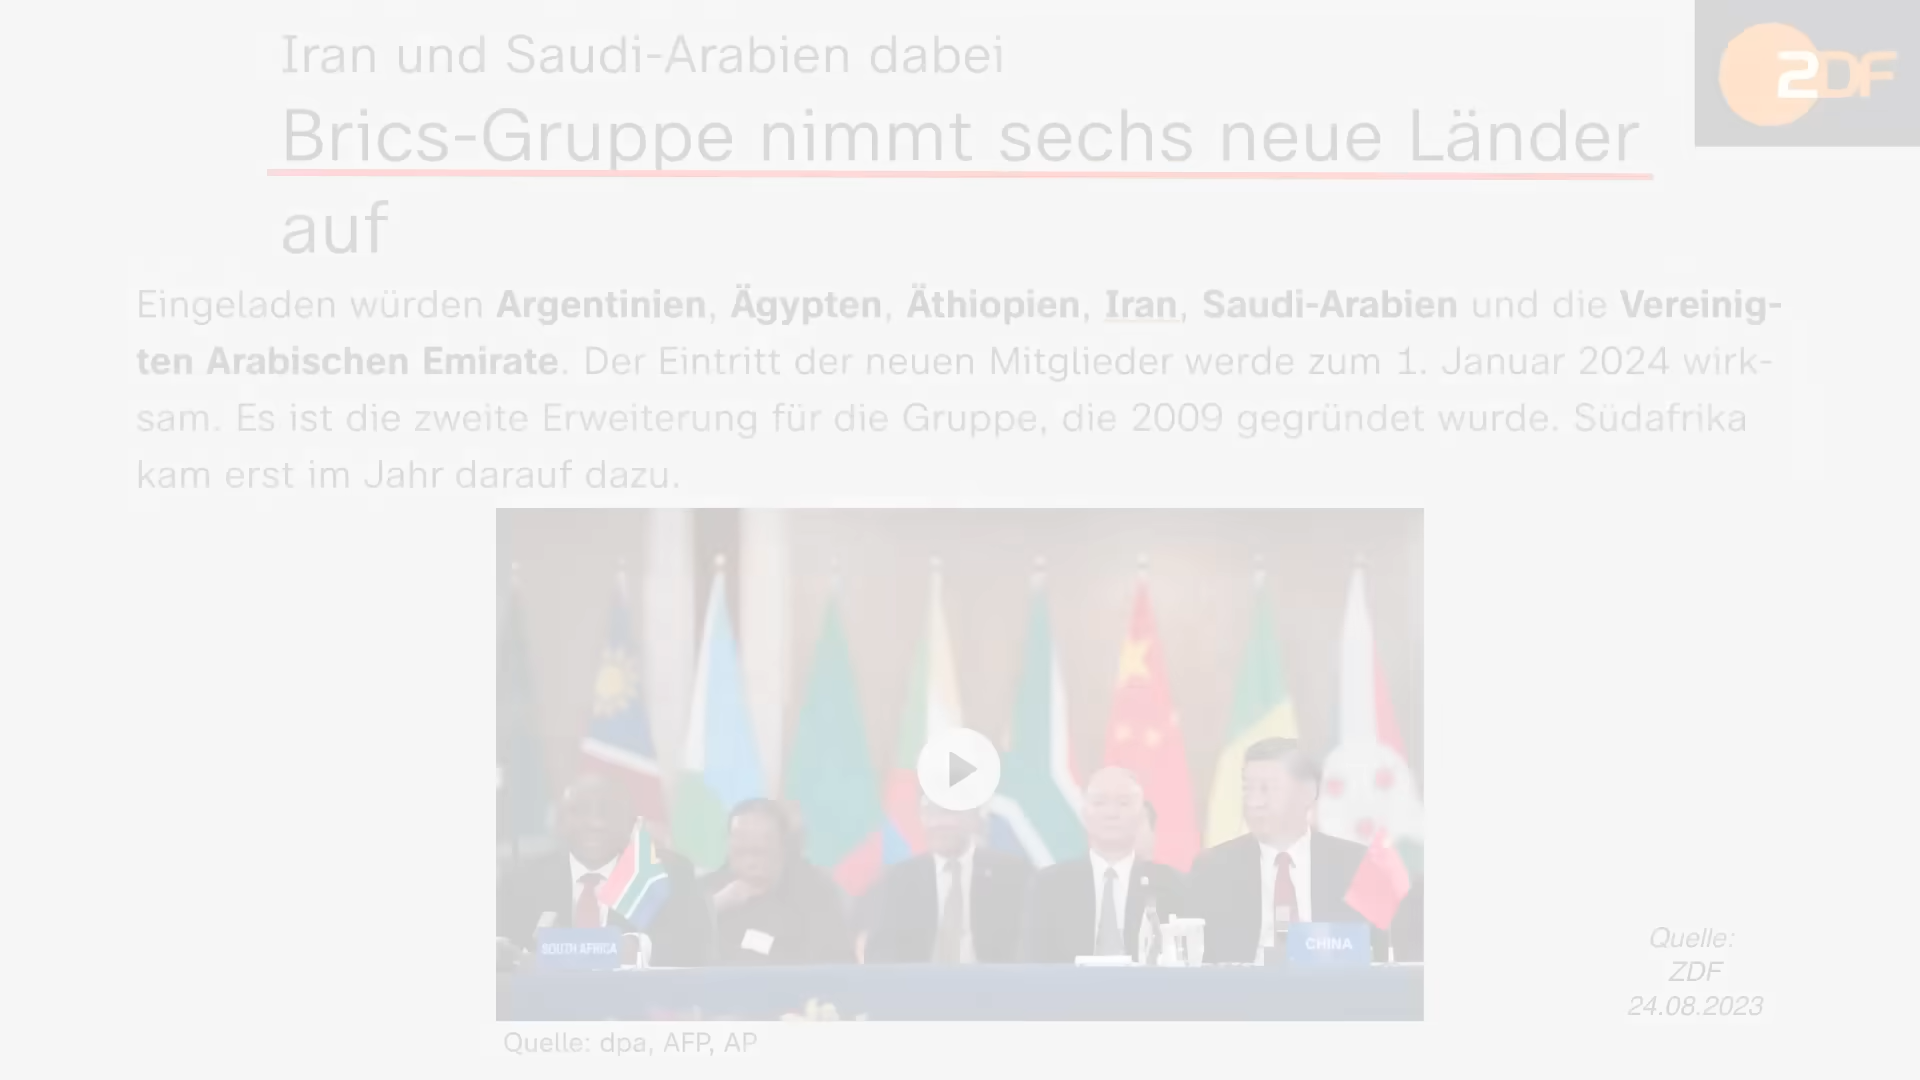 Iran und Saudi-Arabien dabei
ZDF
Brics-Gruppe nimmt sechs neue Länder
auf
Eingeladen würden Argentinien, Ägypten, Äthiopien, Iran, Saudi-Arabien und die Vereinig-
ten Arabischen Emirate. Der Eintritt der neuen Mitglieder werde zum 1. Januar 2024 wirk-
sam. Es ist die zweite Erweiterung für die Gruppe, die 2009 gegründet wurde. Südafrika
kam erst im Jahr darauf dazu.
SOUTH AFRICA
CHINA
Quelle:
ZDF
24.08.2023
Quelle: dpa, AFP, AP